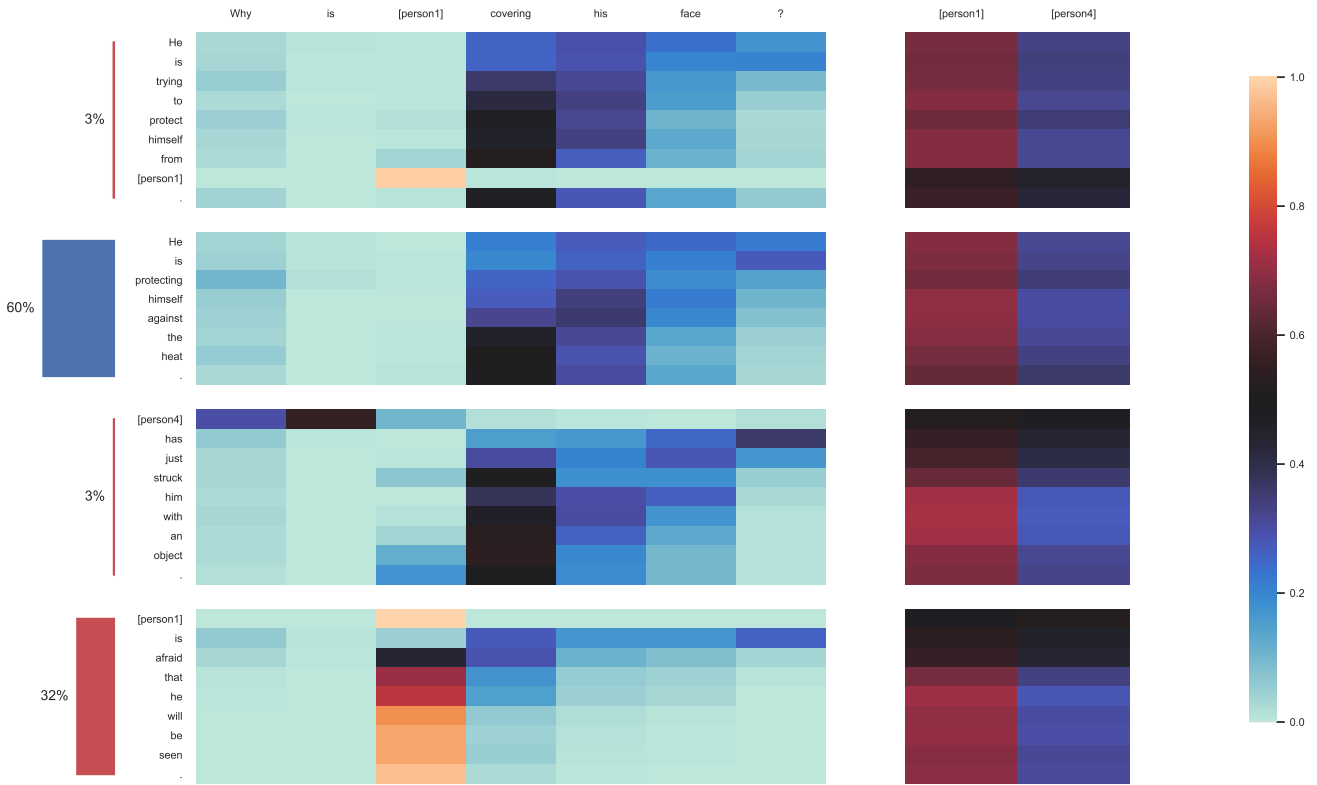 Why is [person1] covering his face ? [person1] [person4]
He
is
trying
to
3% protect
himself
from
[person1]
.
He
is
protecting
60% himself
against
the
heat
.
[person4]
has
just
struck
3% him
with
an
object
.
[person1]
is
afraid
that
32% he
will
be
seen
.
1.0
0.8
0.6
0.4
0.2
0.0